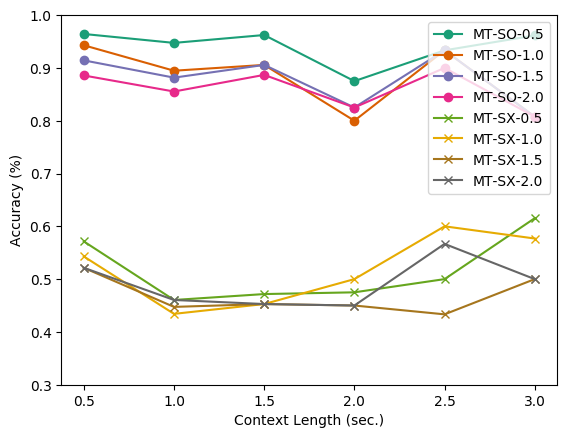 1.0
0.9
0.8
0.7
0.6
0.5
0.4
0.3
Accuracy (%)
0.5
1.0
1.5
2.0
2.5
3.0
Context Length (sec.)
MT-SO-0.5
MT-SO-1.0
MT-SO-1.5
MT-SO-2.0
MT-SX-0.5
MT-SX-1.0
MT-SX-1.5
MT-SX-2.0